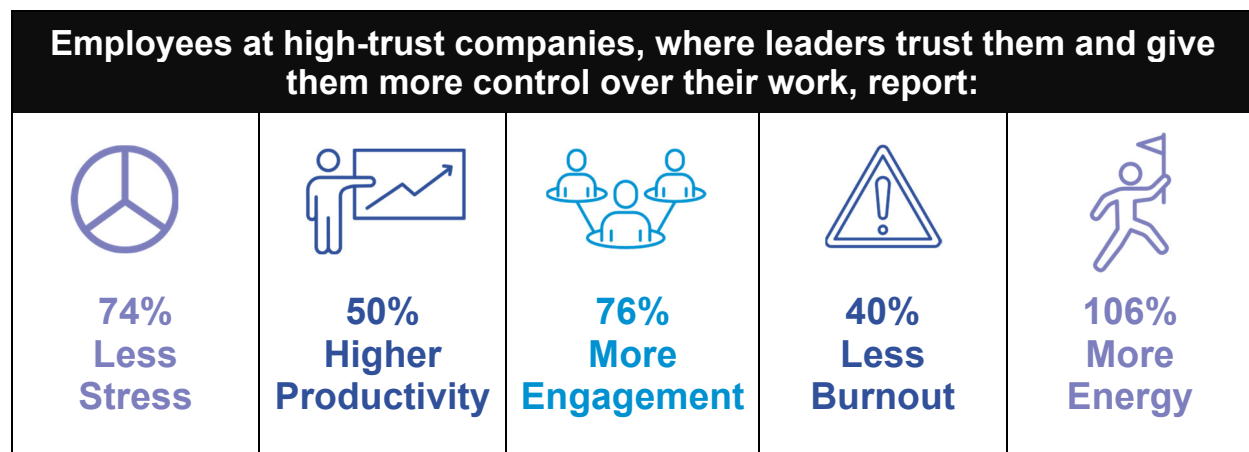 Employees at high-trust companies, where leaders trust them and give
them more control over their work, report:
74%
Less
Stress
50%
Higher
Productivity
76%
More
Engagement
40%
Less
Burnout
106%
More
Energy